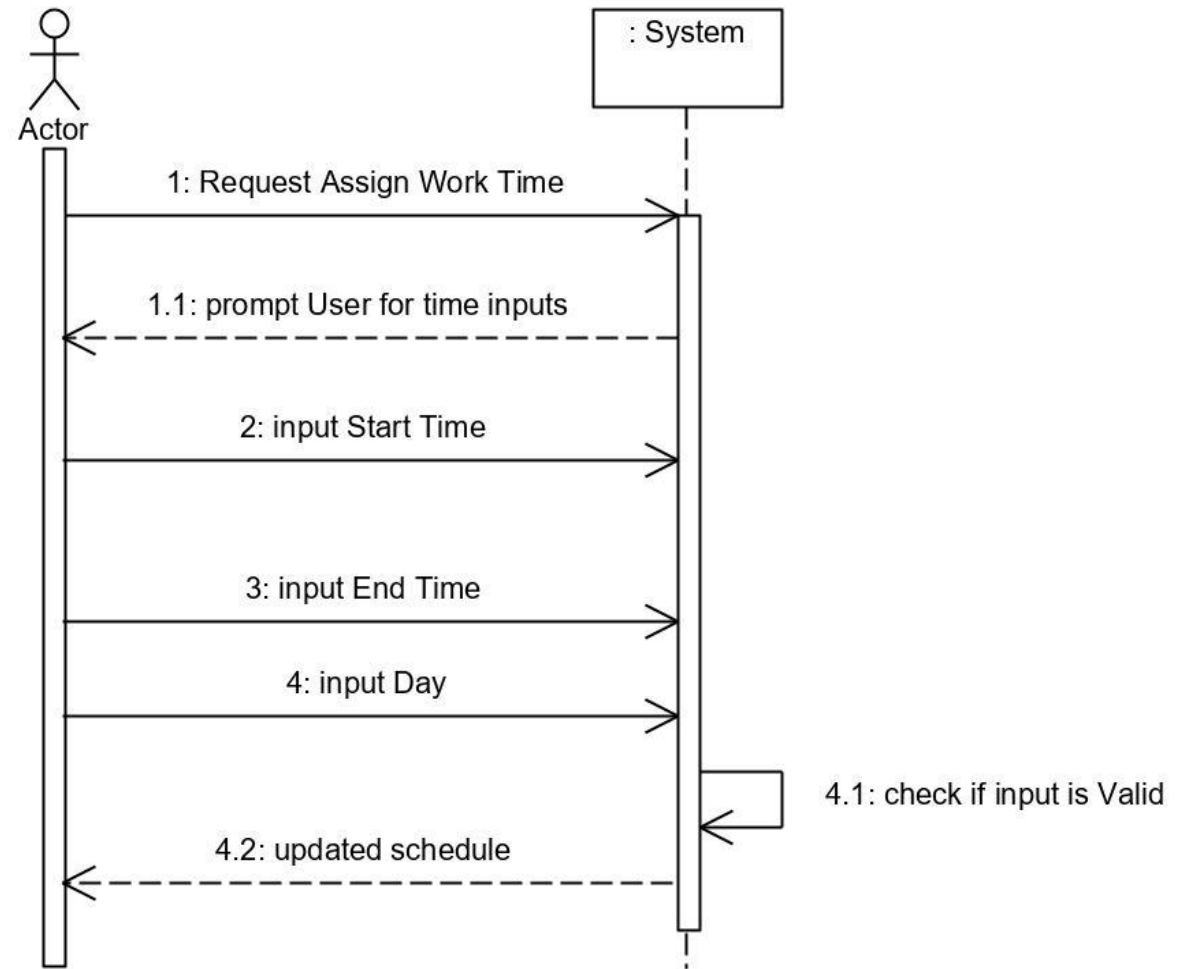 : System
Actor
1: Request Assign Work Time
1.1: prompt User for time inputs
2: input Start Time
3: input End Time
4: input Day
4.1: check if input is Valid
4.2: updated schedule